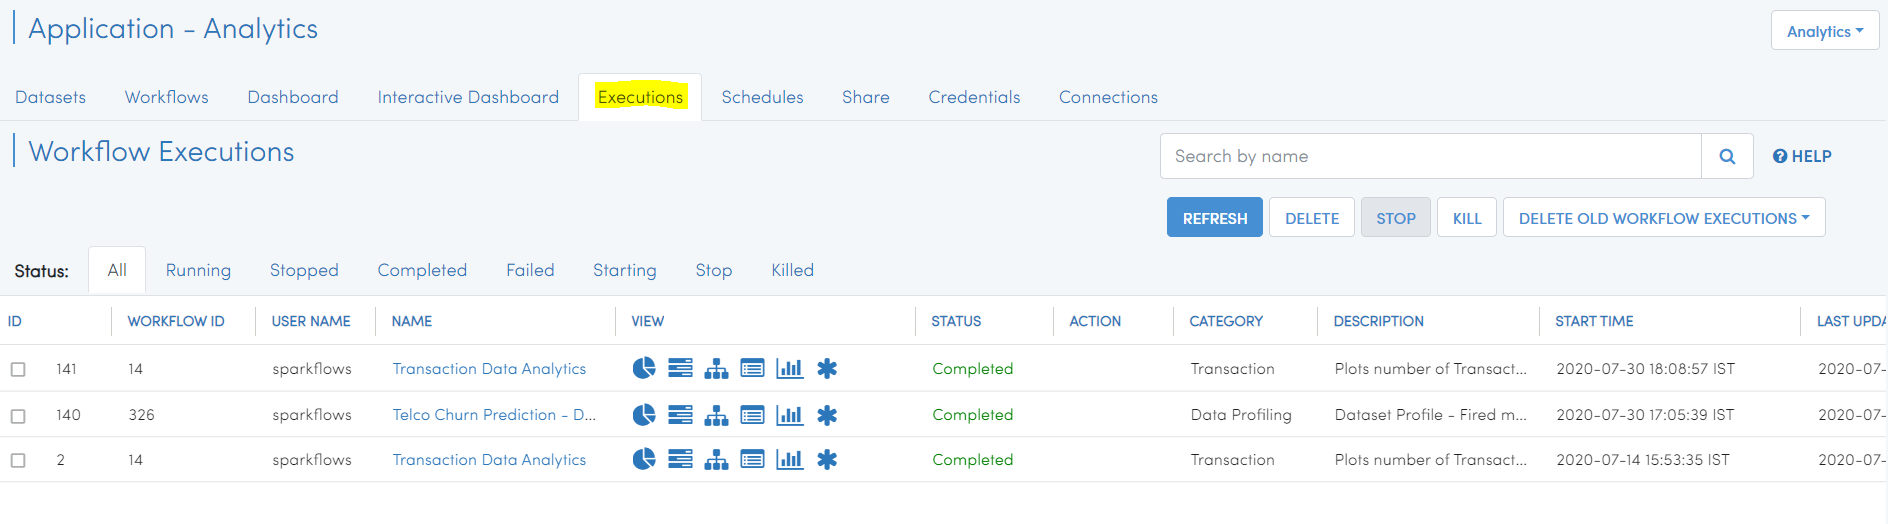 Application - Analytics
Analytics
Datasets Workflows Dashboard Interactive Dashboard Executions Schedules Share Credentials Connections
Workflow Executions
Search by name
HELP
REFRESH DELETE STOP KILL DELETE OLD WORKFLOW EXECUTIONS
Status: All Running Stopped Completed Failed Starting Stop Killed
ID WORKFLOW ID USER NAME NAME VIEW STATUS ACTION CATEGORY DESCRIPTION START TIME LAST UPDA
141 14 sparkflows Transaction Data Analytics Completed Transaction Plots number of Transact... 2020-07-30 18:08:57 IST 2020-07-
140 326 sparkflows Telco Churn Prediction - D... Completed Data Profiling Dataset Profile - Fired m... 2020-07-30 17:05:39 IST 2020-07-
2 14 sparkflows Transaction Data Analytics Completed Transaction Plots number of Transact... 2020-07-14 15:53:35 IST 2020-07-